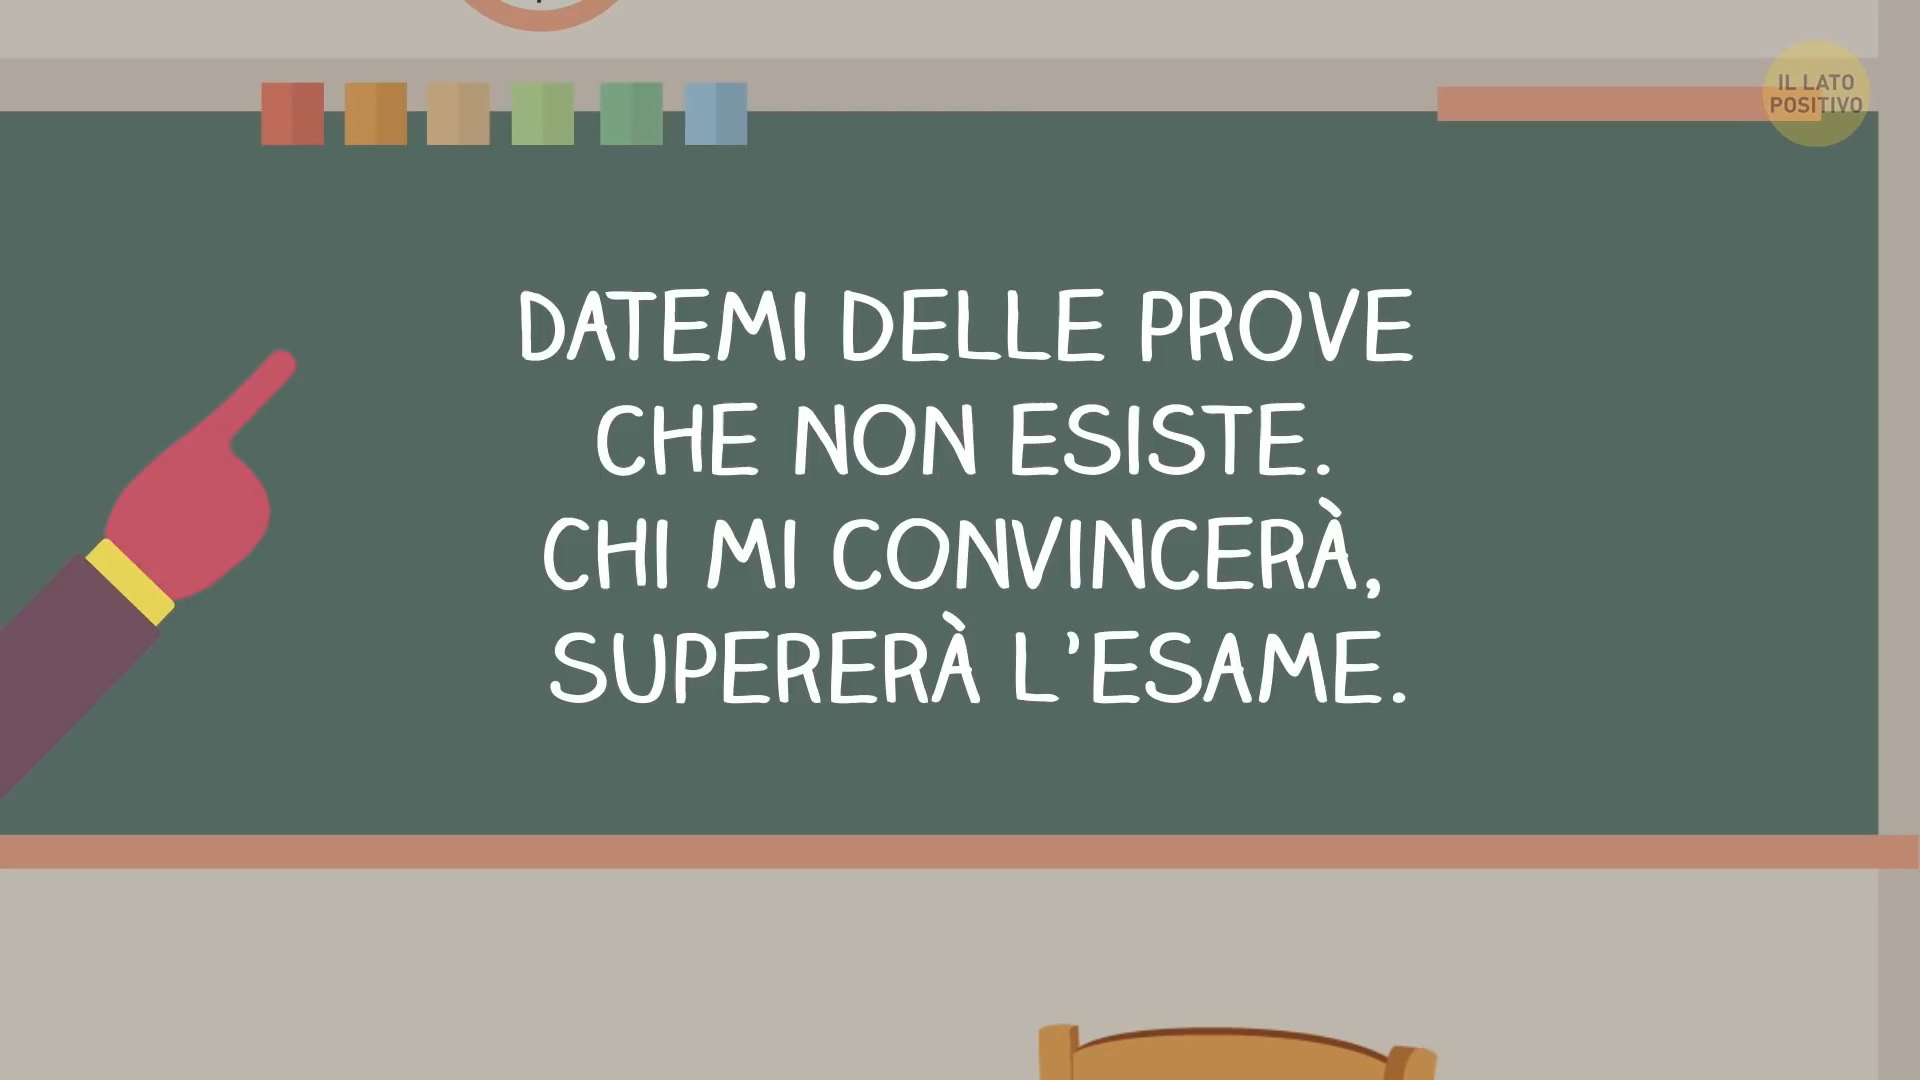 IL LATO
POSITIVO
DATEMI DELLE PROVE
CHE NON ESISTE.
CHI MI CONVINCERÀ,
SUPERERÀ L'ESAME.